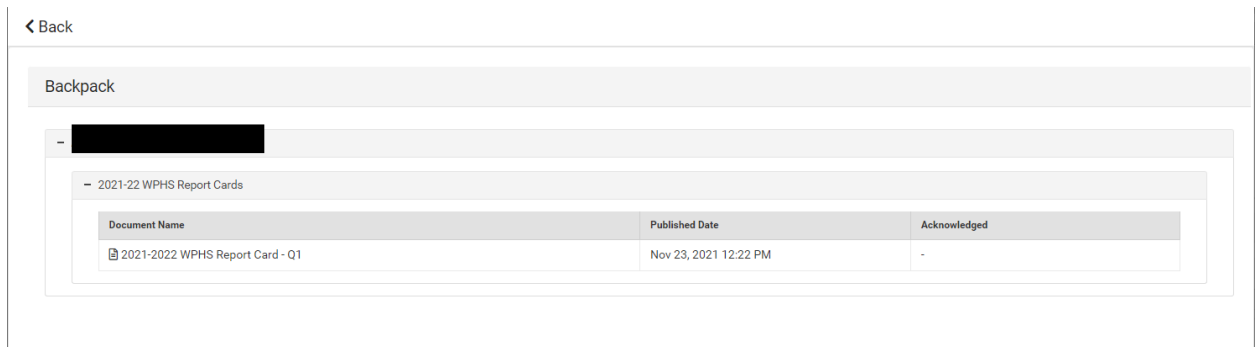 Back
Backpack
- 
- 2021-22 WPHS Report Cards
Document Name Published Date Acknowledged
2021-2022 WPHS Report Card - Q1 Nov 23, 2021 12:22 PM -